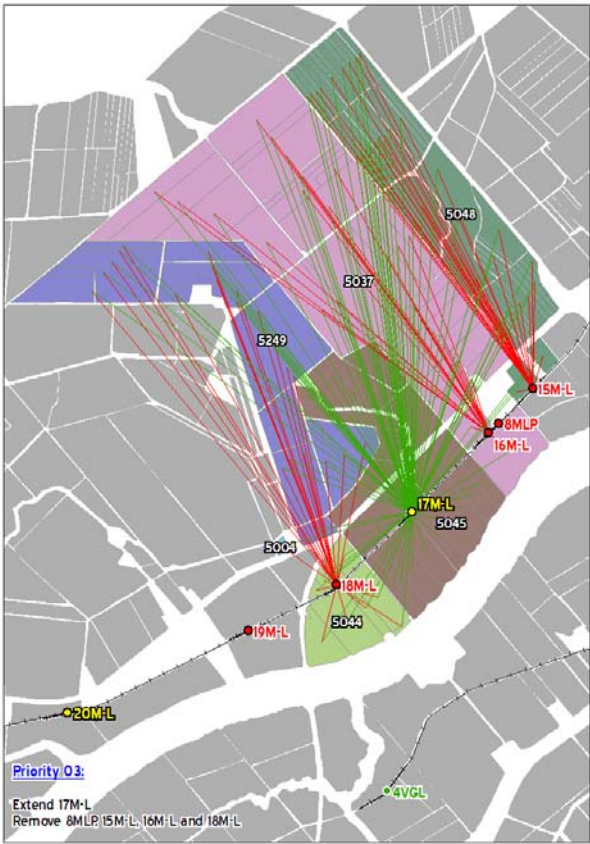 5048
5037
5249
15M-L
8MLP
16M-L
17M-L
5045
5004
18M-L
5044
19M-L
20M-L
Priority 03:
4VGL
Extend 17M-L
Remove 8MLP, 15M-L, 16M-L and 18M-L